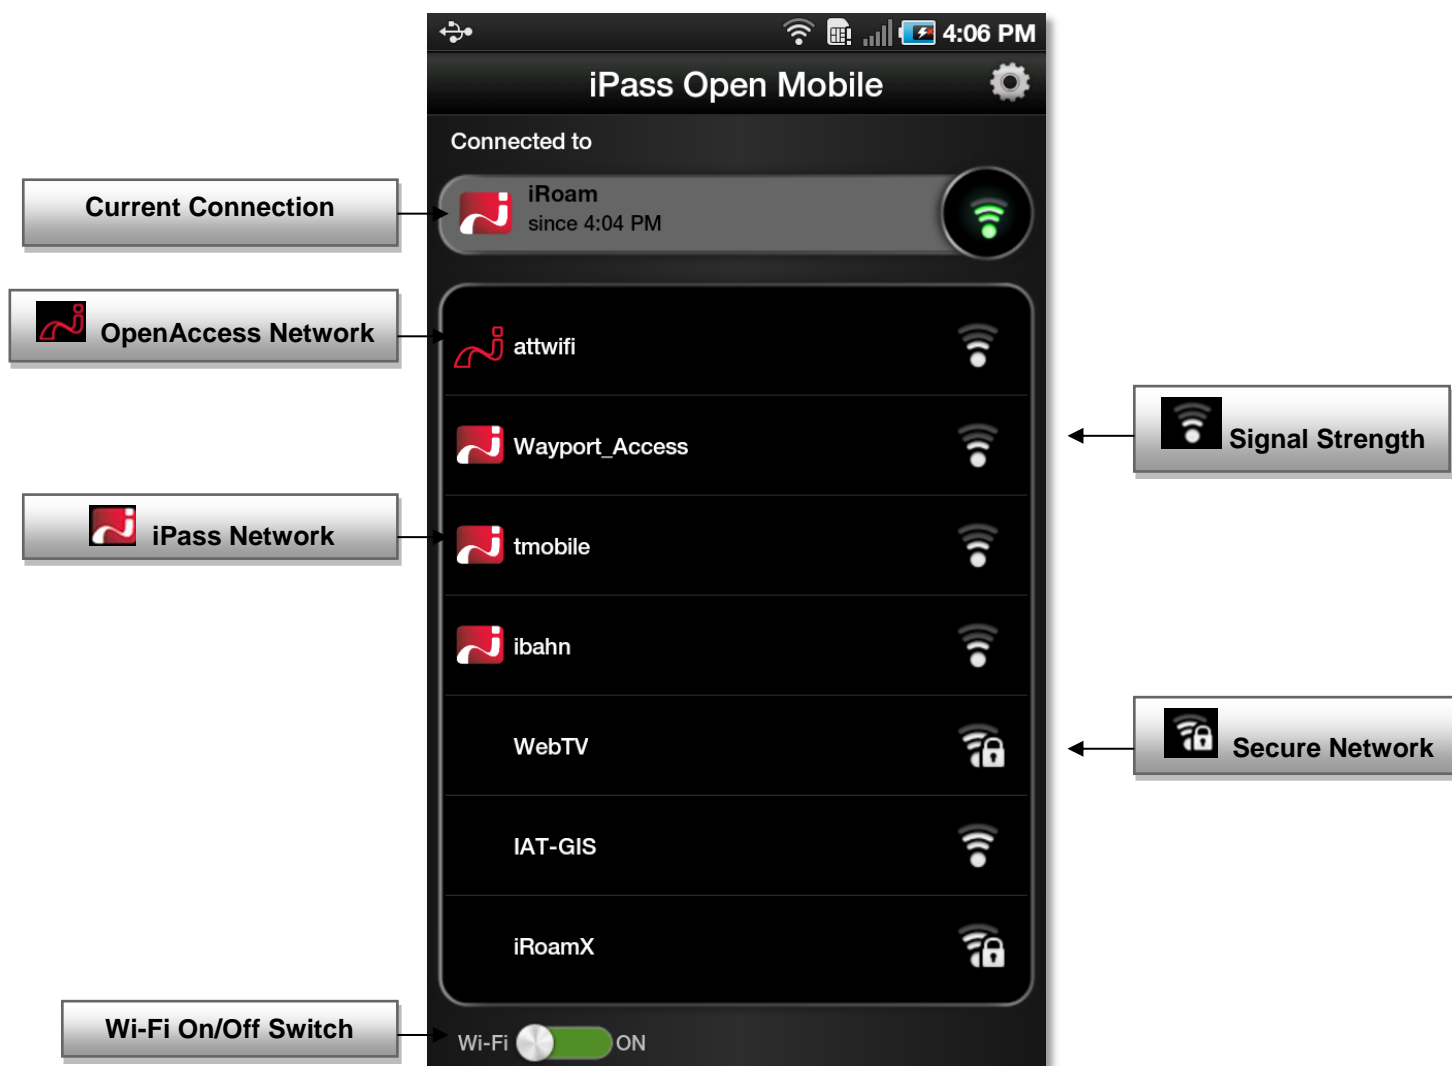 4:06 PM
iPass Open Mobile
Connected to
Current Connection
iRoam
since 4:04 PM
OpenAccess Network
attwifi
Wayport_Access
Signal Strength
iPass Network
tmobile
ibahn
WebTV
Secure Network
IAT-GIS
iRoamX
Wi-Fi On/Off Switch
Wi-Fi ON